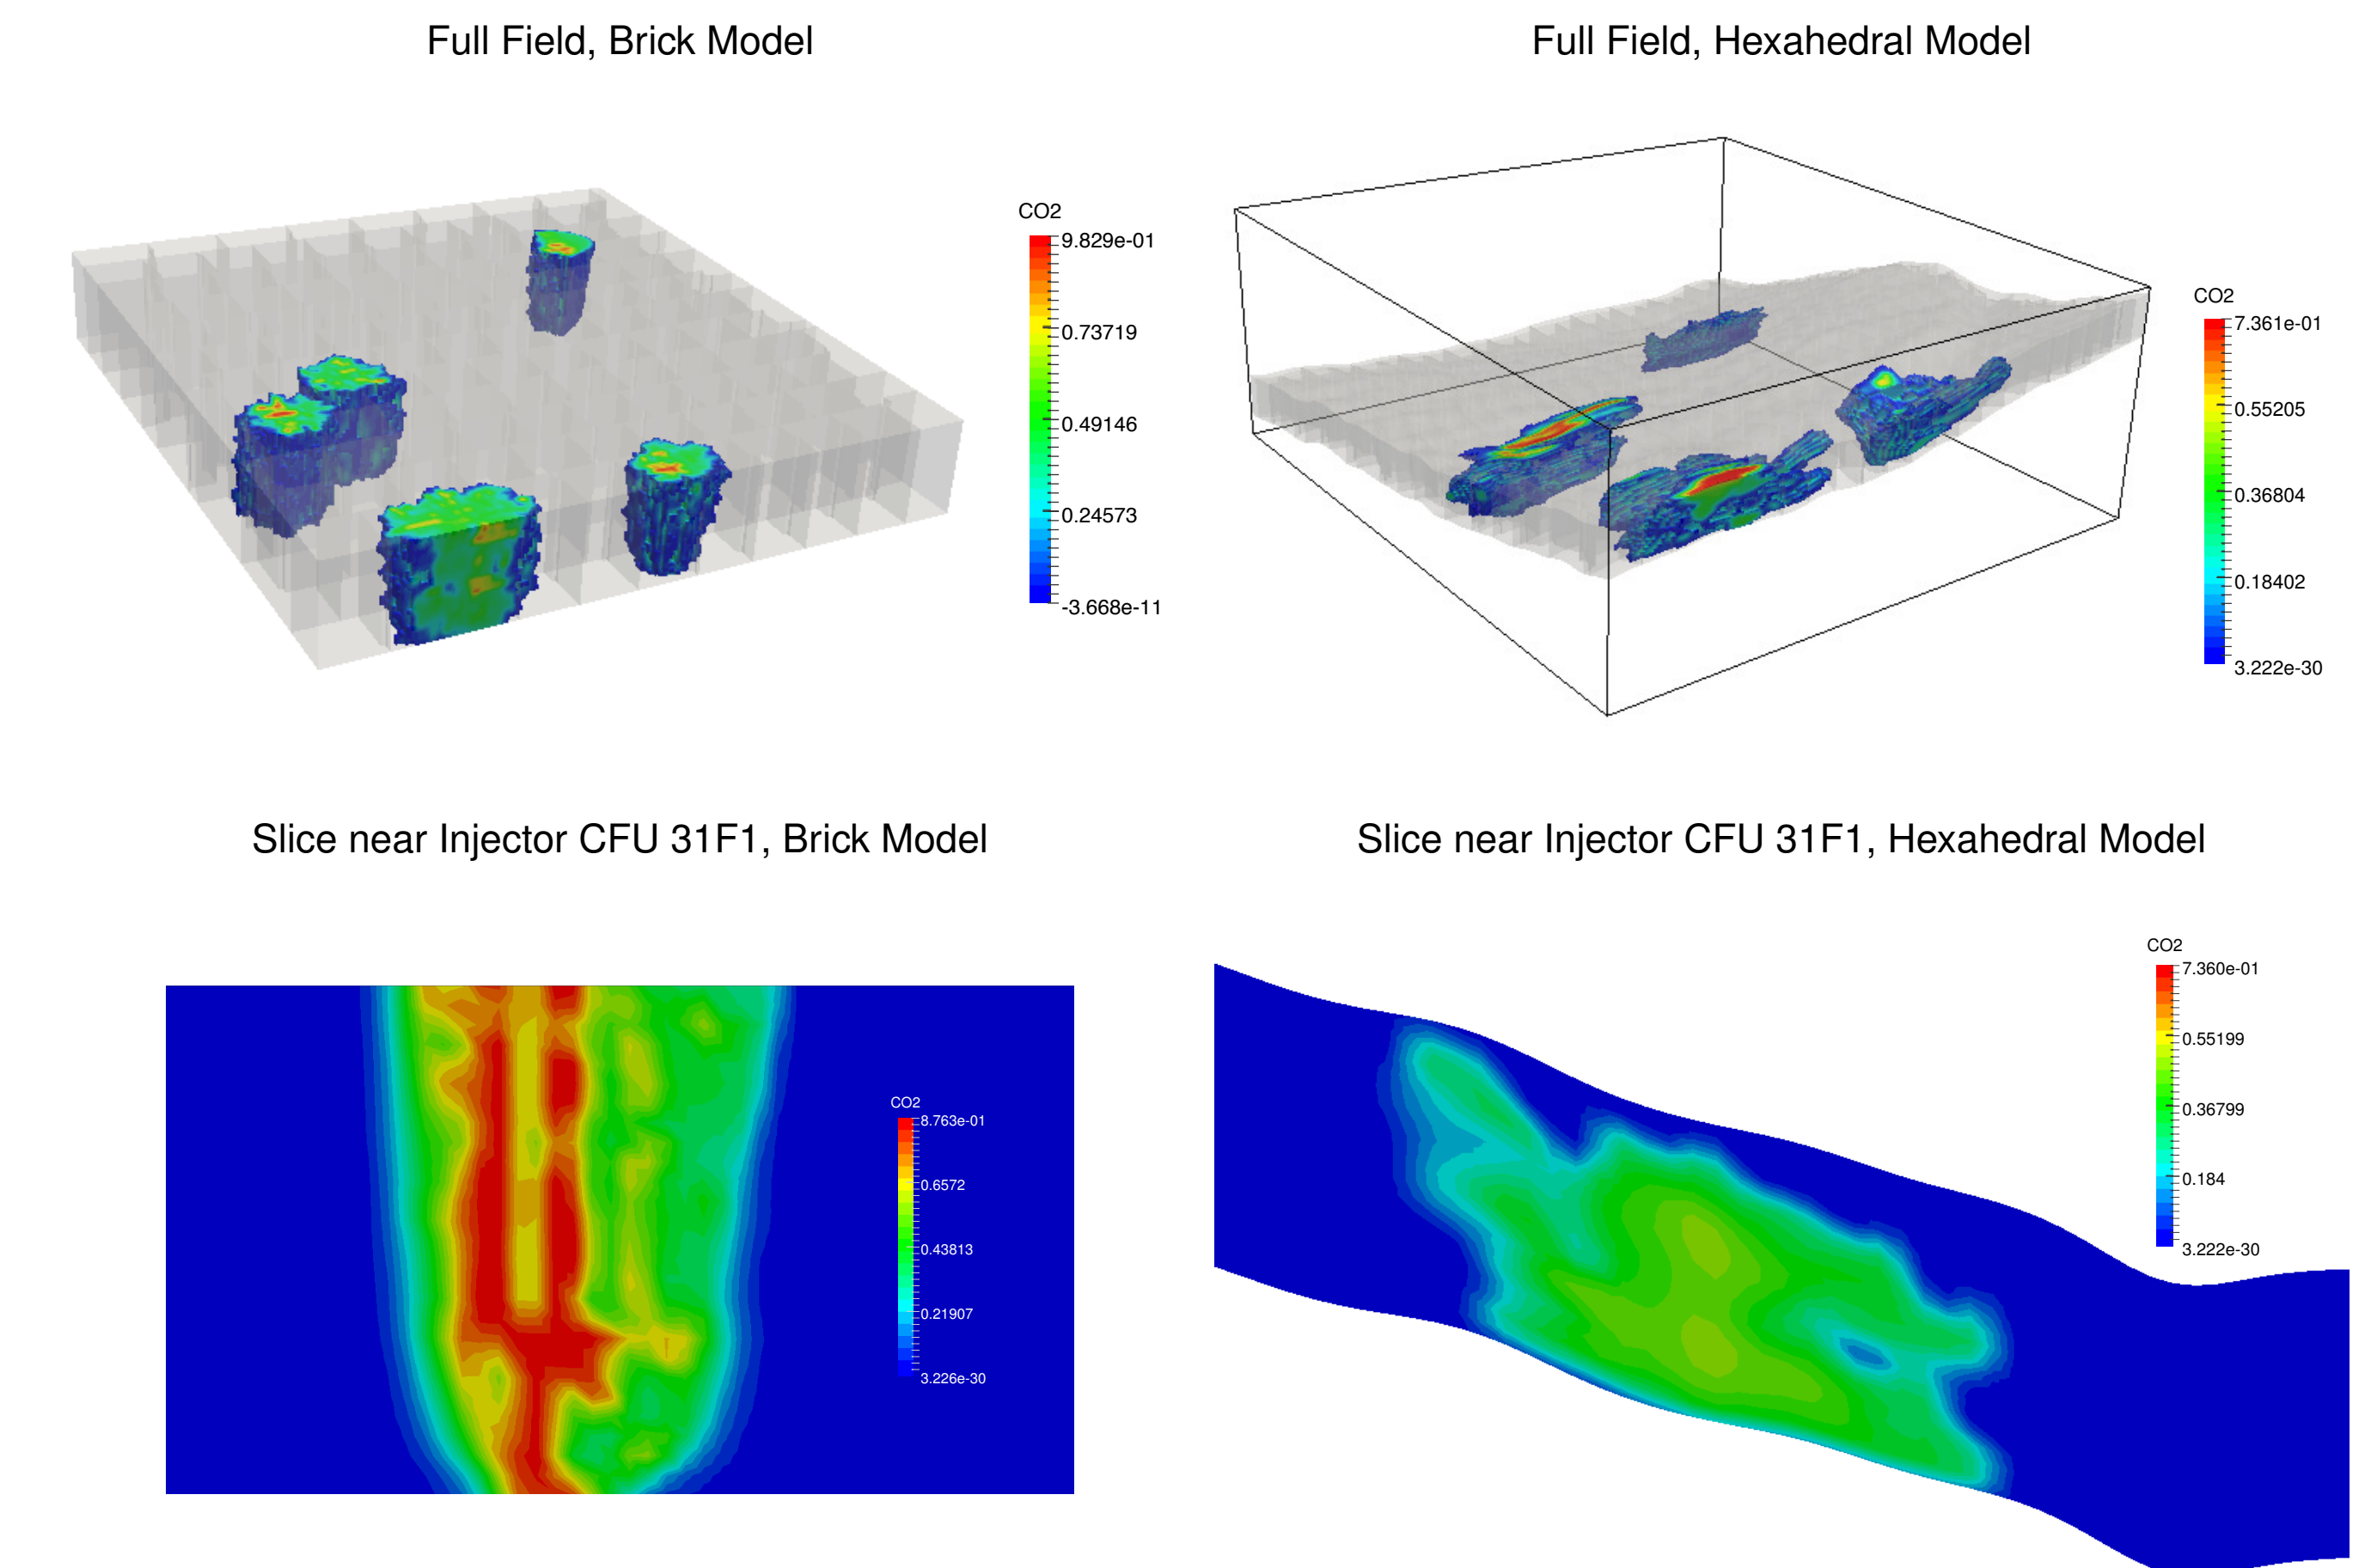 Full Field, Brick Model
Full Field, Hexahedral Model
CO2
9.829e-01
0.73719
0.49146
0.24573
-3.668e-11
CO2
7.361e-01
0.55205
0.36804
0.18402
3.222e-30
Slice near Injector CFU 31F1, Brick Model
Slice near Injector CFU 31F1, Hexahedral Model
CO2
8.763e-01
0.6572
0.43813
0.21907
3.226e-30
CO2
7.360e-01
0.55199
0.36799
0.184
3.222e-30